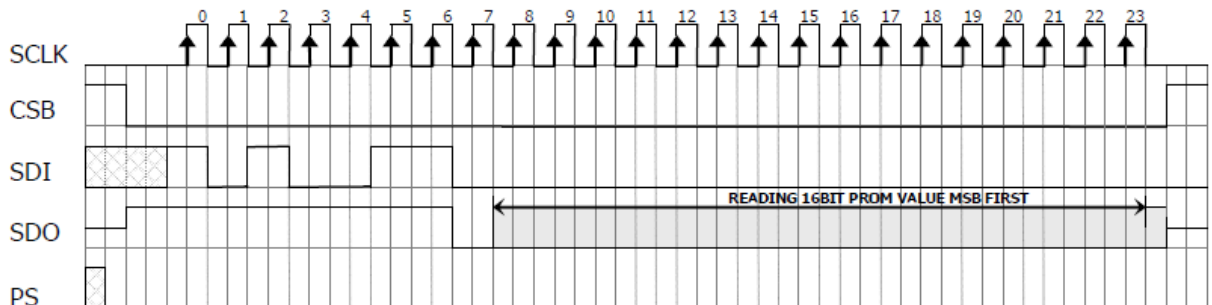 0 1 2 3 4 5 6 7 8 9 10 11 12 13 14 15 16 17 18 19 20 21 22 23
SCLK
CSB
SDI
READING 16BIT PROM VALUE MSB FIRST
SDO
PS